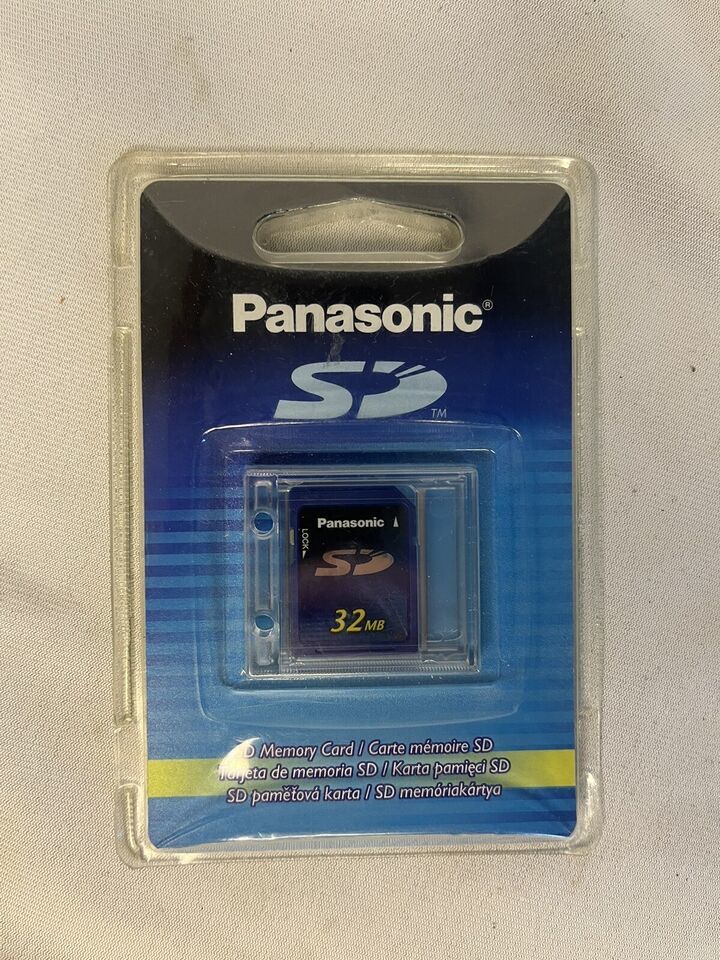 Panasonic®
SD™
Panasonic
LOCK
SD
32MB
SD Memory Card / Carte mémoire SD
Tarjeta de memoria SD / Karta pamięci SD
SD paměťová karta / SD memóriakártya